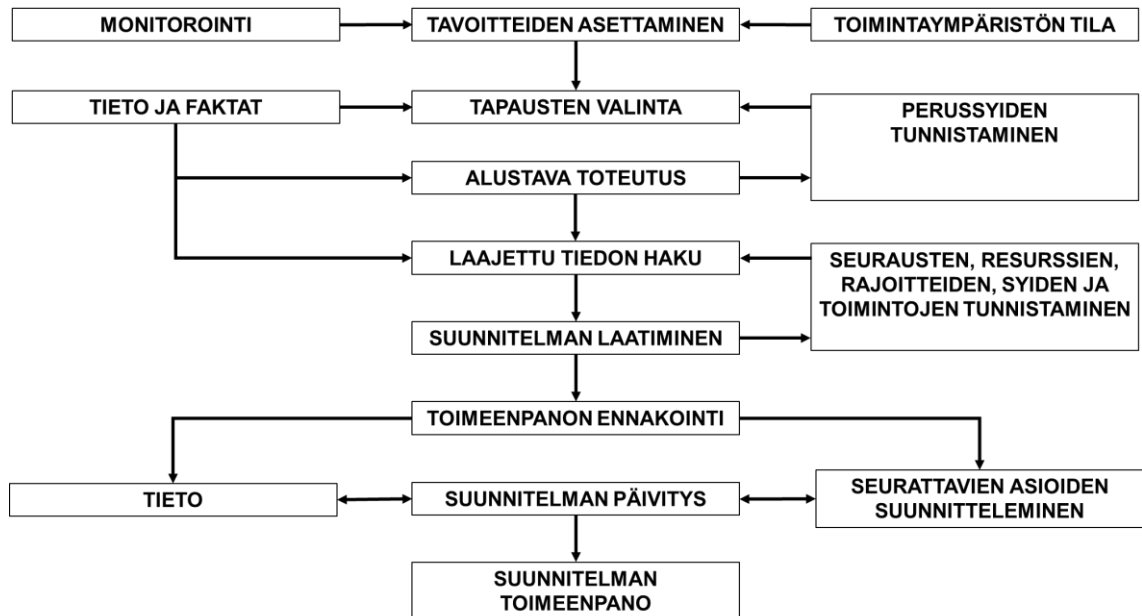 MONITOROINTI
TAVOITTEIDEN ASETTAMINEN
TOIMINTAYMPÄRISTÖN TILA
TIETO JA FAKTAT
TAPAUSTEN VALINTA
PERUSSYIDEN
TUNNISTAMINEN
ALUSTAVA TOTEUTUS
LAAJETTU TIEDON HAKU
SEURAUSTEN, RESURSSIEN,
RAJOITTEIDEN, SYIDEN JA
TOIMINTOJEN TUNNISTAMINEN
SUUNNITELMAN LAATIMINEN
TOIMEENPANON ENNAKOINTI
TIETO
SUUNNITELMAN PÄIVITYS
SEURATTAVIEN ASIOIDEN
SUUNNITTELEMINEN
SUUNNITELMAN
TOIMEENPANO